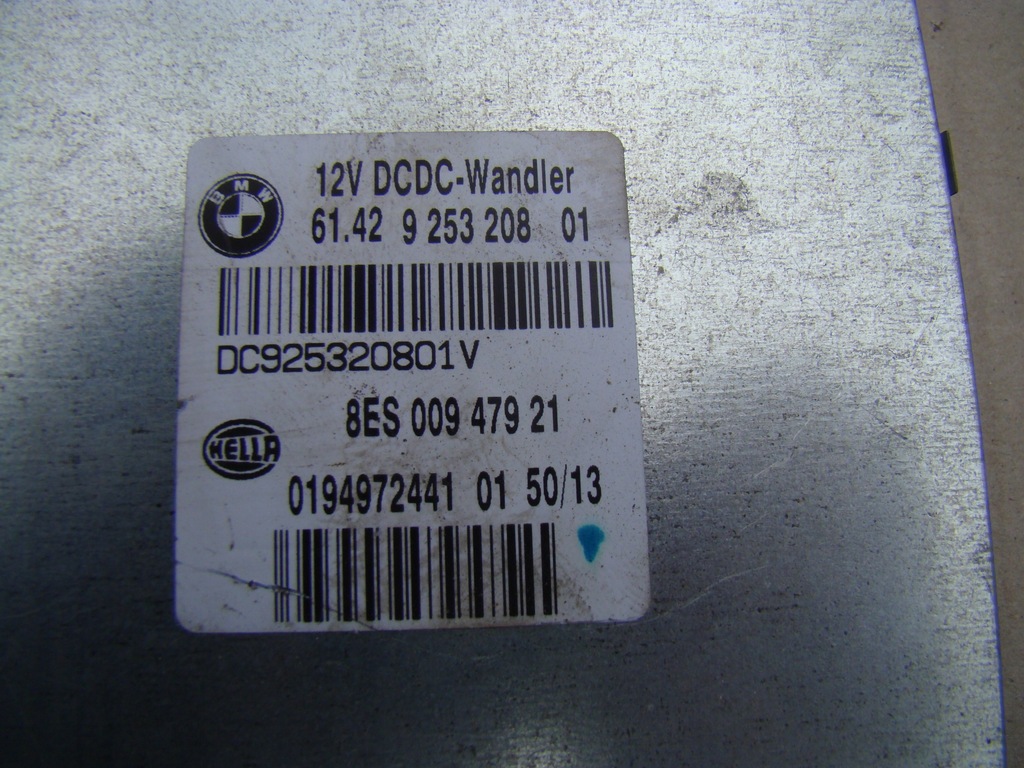 BMW
12V DCDC-Wandler
61.42 9 253 208 01
DC925320801V
8ES 009 479 21
HELLA
0194972441 01 50/13